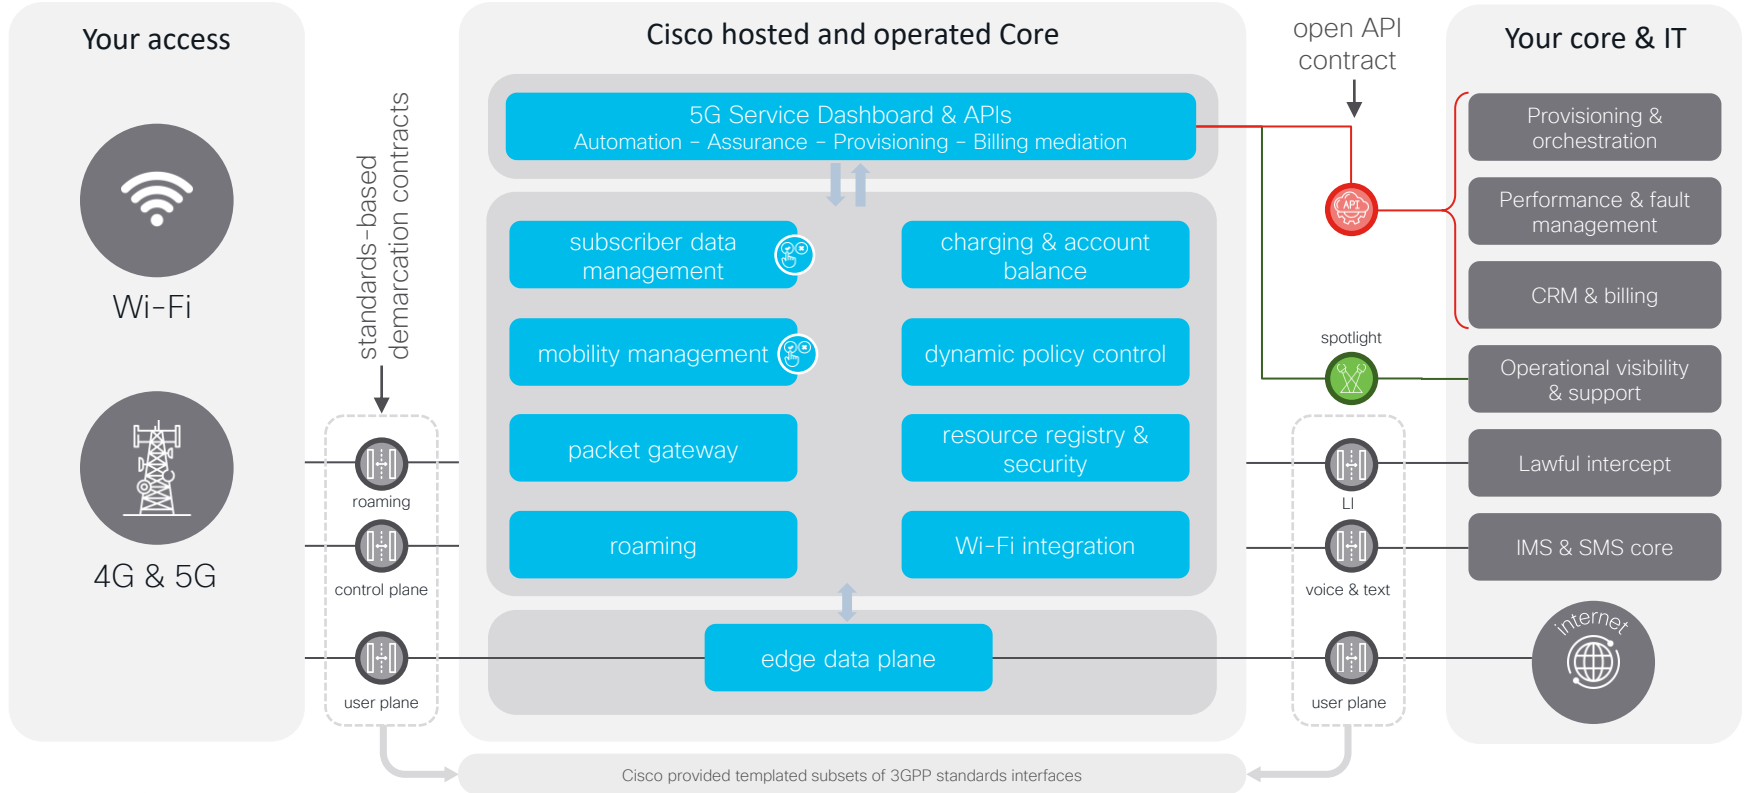 Your access
Wi-Fi
4G & 5G
standards-based
demarcation contracts
roaming
control plane
user plane
Cisco hosted and operated Core
5G Service Dashboard & APIs
Automation – Assurance – Provisioning – Billing mediation
subscriber data
management
charging & account
balance
mobility management
dynamic policy control
packet gateway
resource registry &
security
roaming
Wi-Fi integration
edge data plane
open API
contract
API
spotlight
LI
voice & text
user plane
Your core & IT
Provisioning &
orchestration
Performance & fault
management
CRM & billing
Operational visibility
& support
Lawful intercept
IMS & SMS core
internet
Cisco provided templated subsets of 3GPP standards interfaces